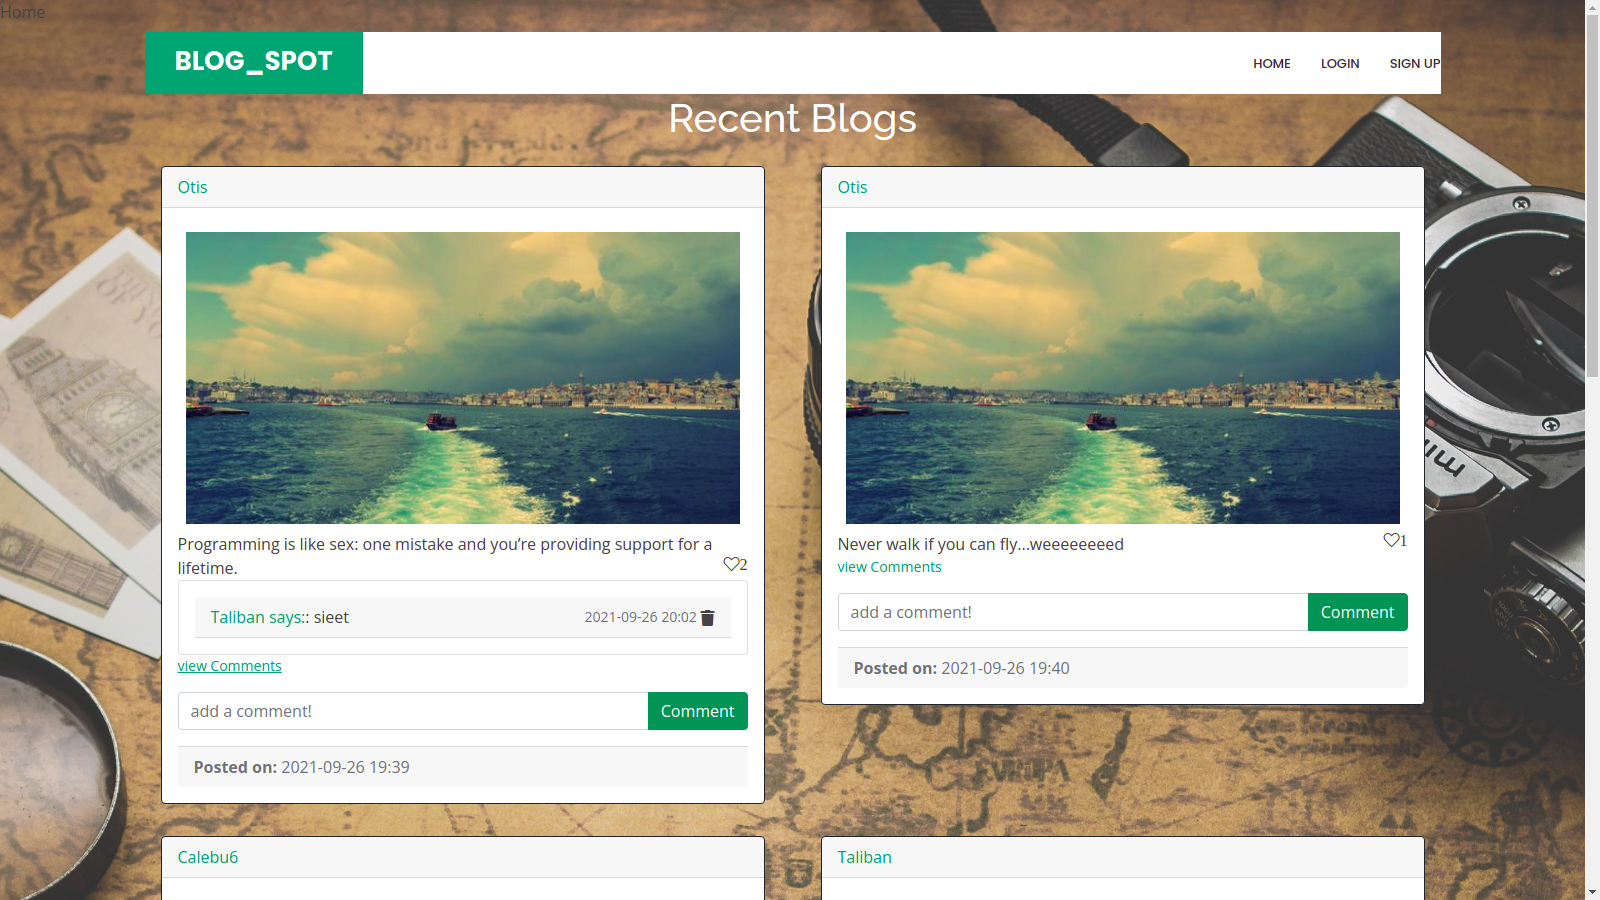 Home
BLOG_SPOT
HOME LOGIN SIGN UP
Recent Blogs
Otis
Programming is like sex: one mistake and you’re providing support for a
lifetime.
2
Taliban says:: sieet 2021-09-26 20:02
view Comments
add a comment! Comment
Posted on: 2021-09-26 19:39
Otis
Never walk if you can fly...weeeeeeeed
1
view Comments
add a comment! Comment
Posted on: 2021-09-26 19:40
Calebu6
Taliban